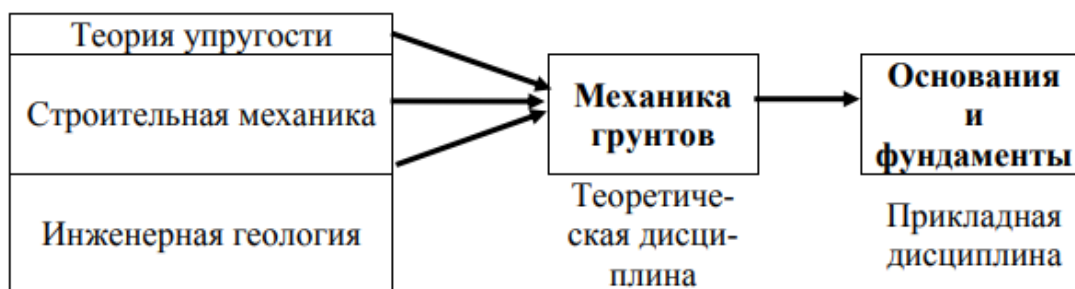 Теория упругости
Строительная механика
Инженерная геология
Механика
грунтов
Теоретиче-
ская дисци-
плина
Основания
и
фундаменты
Прикладная
дисциплина